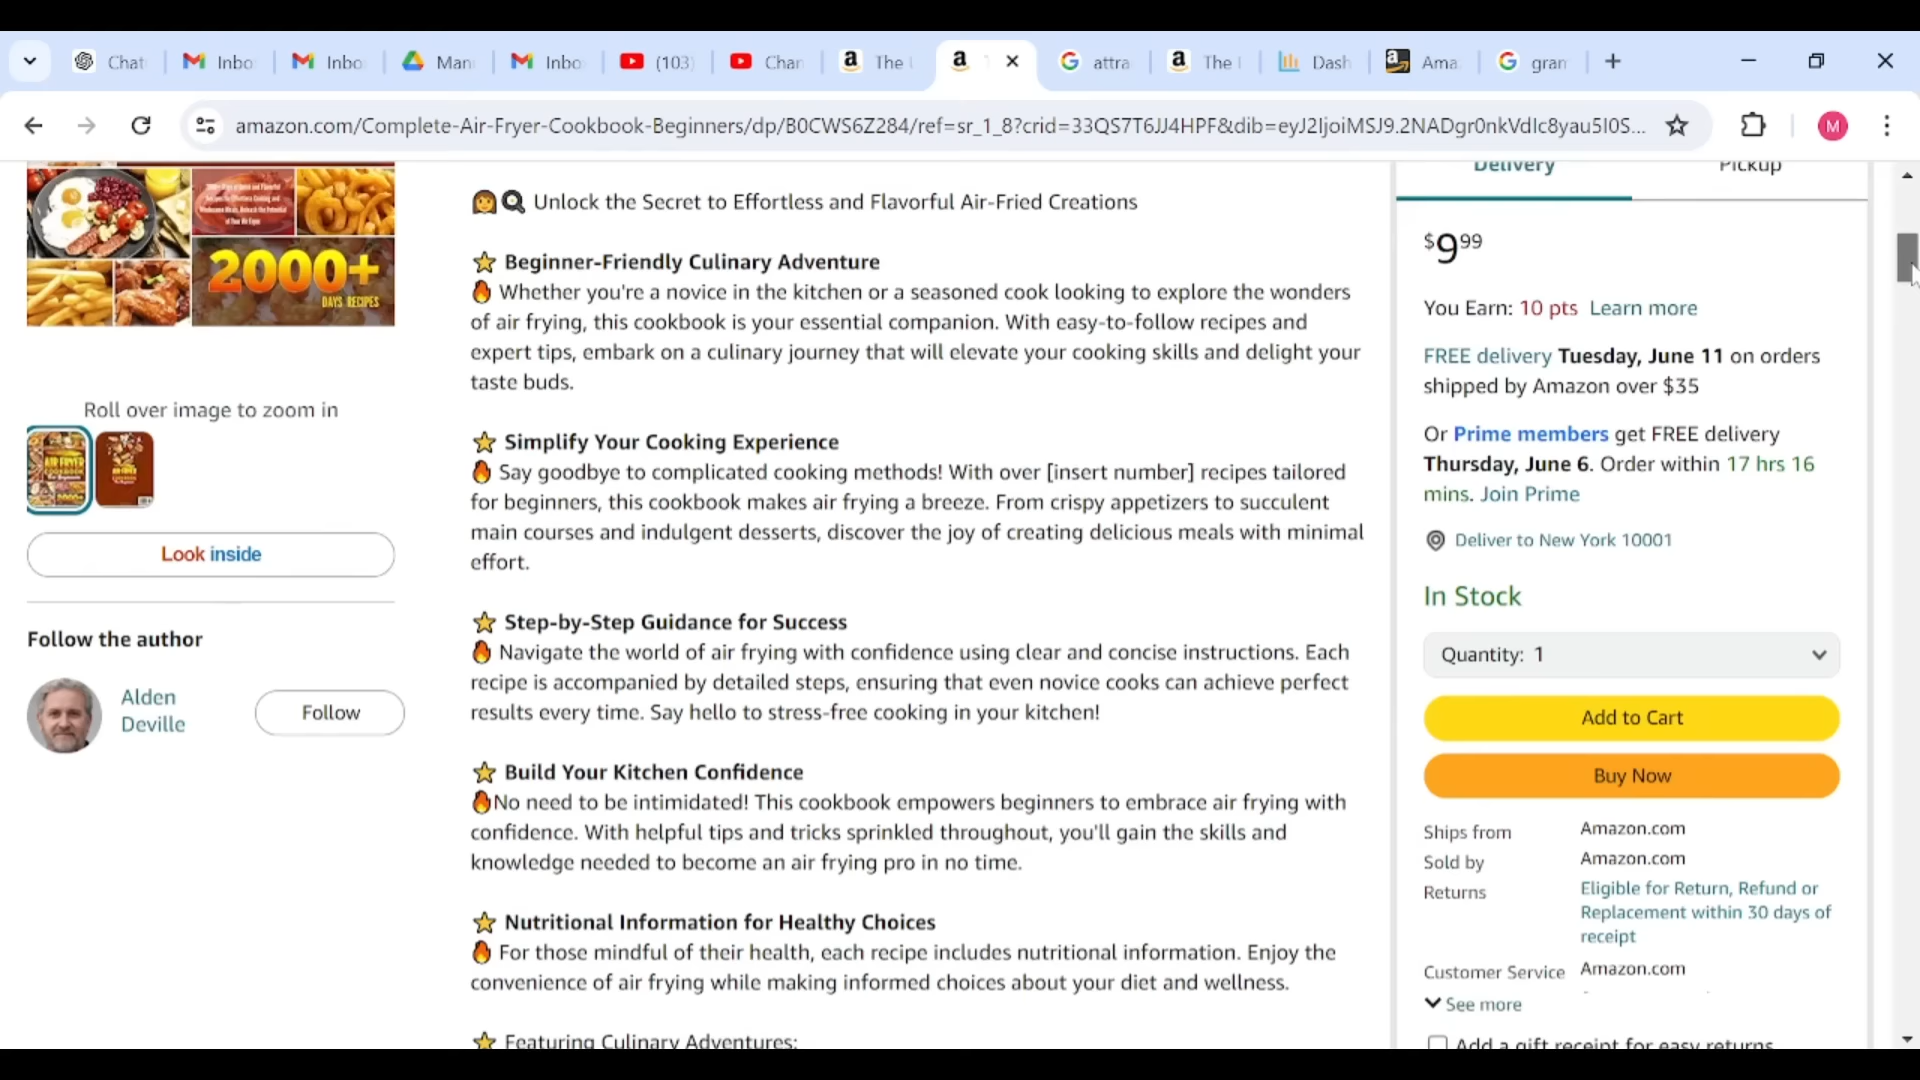 Chat
Inbo
Inbo
Man
Inbo
(103)
Chan
The
attra
The
Dash
Ama
gran
amazon.com/Complete-Air-Fryer-Cookbook-Beginners/dp/B0CWS6Z284/ref=sr_1_8?crid=33QS7T6JJ4HPF&dib=eyJ2IjoiMSJ9.2NADgr0nkVdIc8yau5I0S...
M
2000+
DAYS RECIPES
Roll over image to zoom in
AIR FRYER
Look inside
Follow the author
Alden
Deville
Follow
Unlock the Secret to Effortless and Flavorful Air-Fried Creations
Beginner-Friendly Culinary Adventure
Whether you're a novice in the kitchen or a seasoned cook looking to explore the wonders
of air frying, this cookbook is your essential companion. With easy-to-follow recipes and
expert tips, embark on a culinary journey that will elevate your cooking skills and delight your
taste buds.
Simplify Your Cooking Experience
Say goodbye to complicated cooking methods! With over [insert number] recipes tailored
for beginners, this cookbook makes air frying a breeze. From crispy appetizers to succulent
main courses and indulgent desserts, discover the joy of creating delicious meals with minimal
effort.
Step-by-Step Guidance for Success
Navigate the world of air frying with confidence using clear and concise instructions. Each
recipe is accompanied by detailed steps, ensuring that even novice cooks can achieve perfect
results every time. Say hello to stress-free cooking in your kitchen!
Build Your Kitchen Confidence
No need to be intimidated! This cookbook empowers beginners to embrace air frying with
confidence. With helpful tips and tricks sprinkled throughout, you'll gain the skills and
knowledge needed to become an air frying pro in no time.
Nutritional Information for Healthy Choices
For those mindful of their health, each recipe includes nutritional information. Enjoy the
convenience of air frying while making informed choices about your diet and wellness.
Featuring Culinary Adventures:
Delivery
Pickup
$9.99
You Earn: 10 pts Learn more
FREE delivery Tuesday, June 11 on orders
shipped by Amazon over $35
Or Prime members get FREE delivery
Thursday, June 6. Order within 17 hrs 16
mins. Join Prime
Deliver to New York 10001
In Stock
Quantity: 1
Add to Cart
Buy Now
Ships from Amazon.com
Sold by Amazon.com
Returns Eligible for Return, Refund or
Replacement within 30 days of
receipt
Customer Service Amazon.com
See more
Add a gift receipt for easy returns